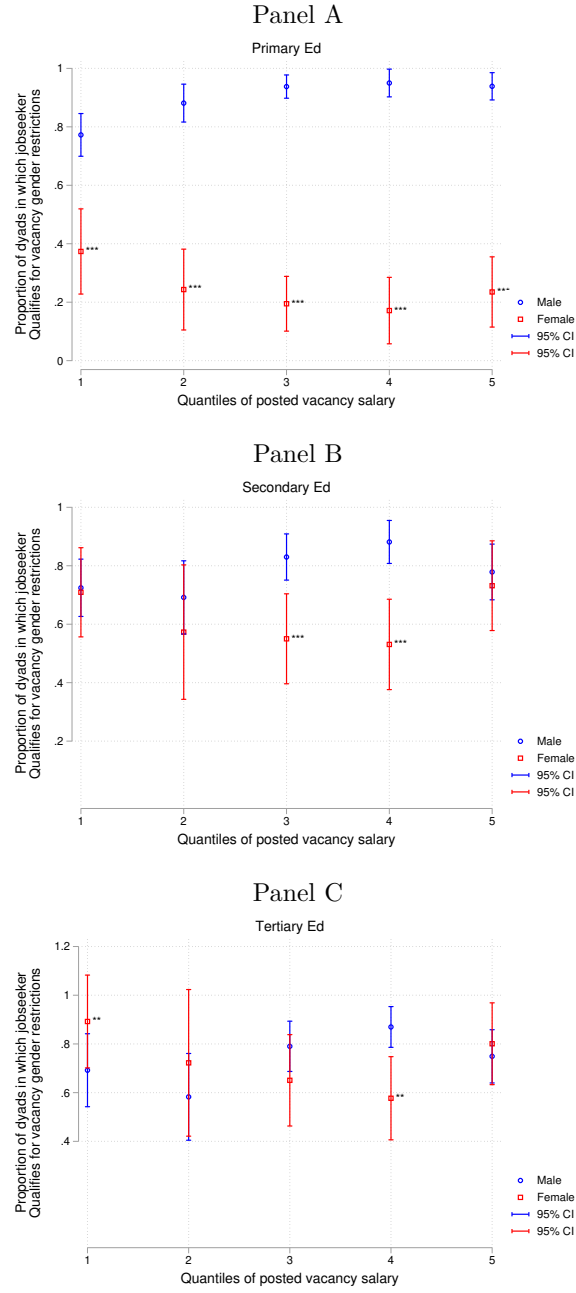 Panel A
Primary Ed
Proportion of dyads in which jobseeker
Qualifies for vacancy gender restrictions
1
.8
.6
.4
.2
0
***
***
***
***
***
Male
Female
95% CI
95% CI
1 2 3 4 5
Quantiles of posted vacancy salary
Panel B
Secondary Ed
Proportion of dyads in which jobseeker
Qualifies for vacancy gender restrictions
1
.8
.6
.4
.2
***
***
Male
Female
95% CI
95% CI
1 2 3 4 5
Quantiles of posted vacancy salary
Panel C
Tertiary Ed
Proportion of dyads in which jobseeker
Qualifies for vacancy gender restrictions
1.2
1
.8
.6
.4
**
**
Male
Female
95% CI
95% CI
1 2 3 4 5
Quantiles of posted vacancy salary